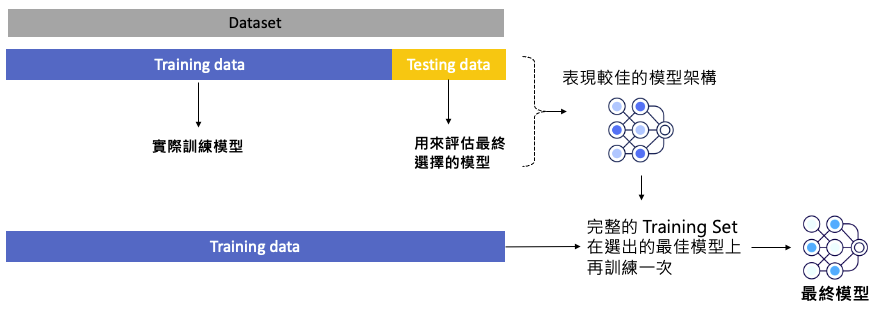 Dataset
Training data
Testing data
表現較佳的模型架構
實際訓練模型
用來評估最終
選擇的模型
Training data
完整的 Training Set
在選出的最佳模型上
再訓練一次
最終模型